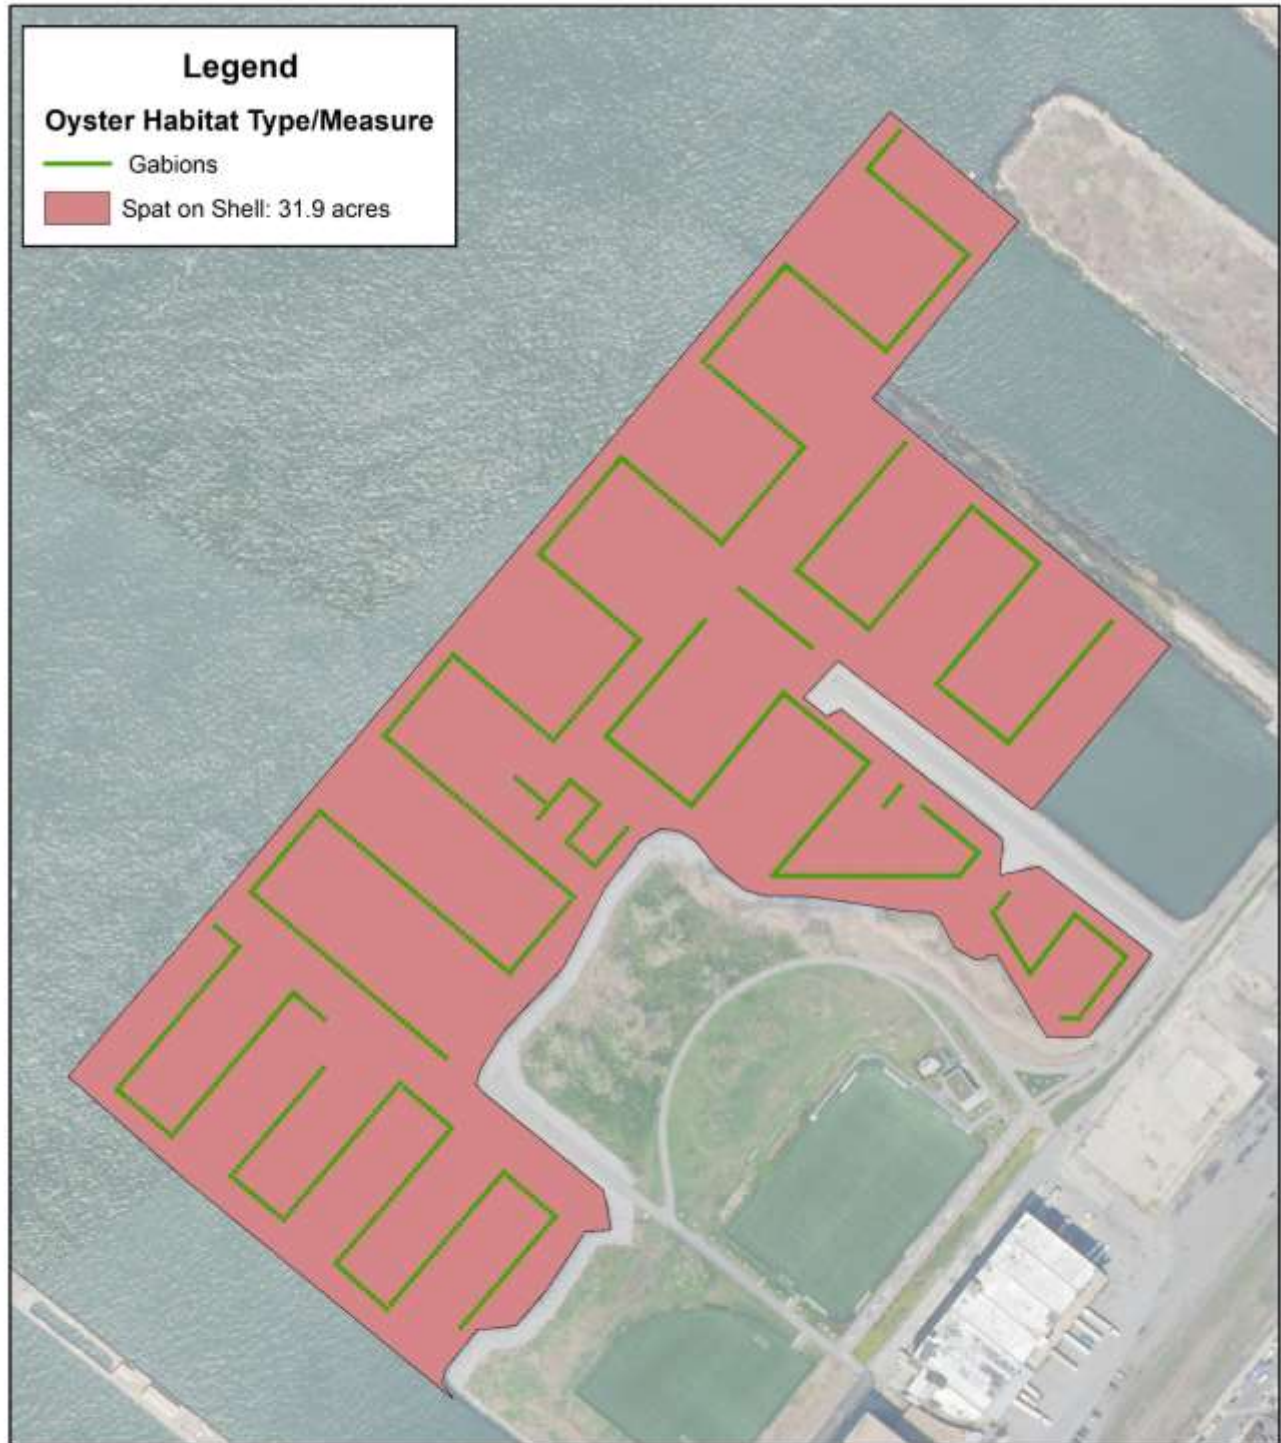 Legend
Oyster Habitat Type/Measure
Gabions
Spat on Shell: 31.9 acres